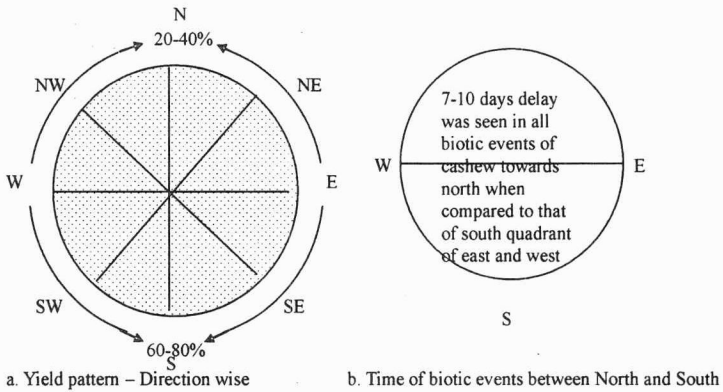 N
20-40%
NW
NE
W
E
SW
SE
60-80%
S
a. Yield pattern – Direction wise
7-10 days delay
was seen in all
biotic events of
cashew towards
north when
compared to that
of south quadrant
of east and west
W
E
S
b. Time of biotic events between North and South